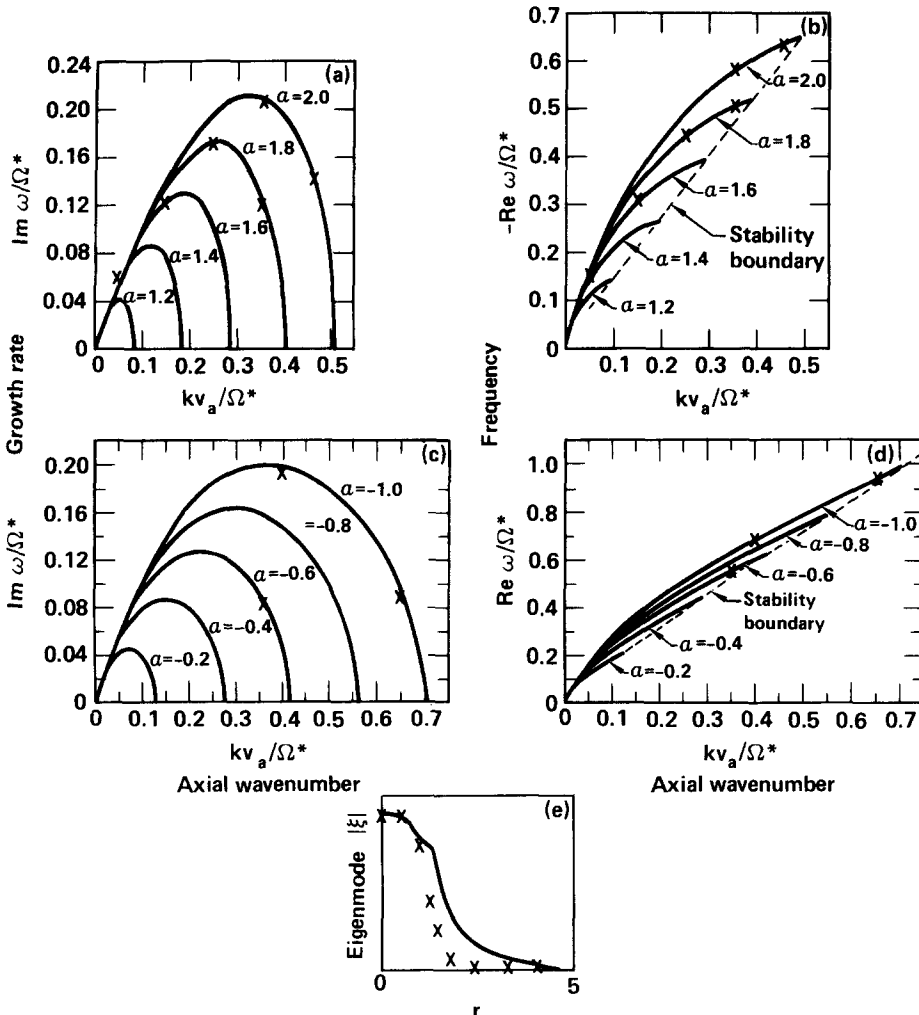 (a)
0.24
0.20
0.16
0.12
0.08
0.04
0
Im ω/Ω*
Growth rate
a=2.0
a=1.8
a=1.6
a=1.4
a=1.2
0 0.1 0.2 0.3 0.4 0.5
kvₐ/Ω*
(b)
0.7
0.6
0.5
0.4
0.3
0.2
0.1
0
-Re ω/Ω*
Frequency
a=2.0
a=1.8
a=1.6
Stability
boundary
a=1.4
a=1.2
0 0.1 0.2 0.3 0.4 0.5
kvₐ/Ω*
(c)
0.20
0.16
0.12
0.08
0.04
0
Im ω/Ω*
a=-1.0
=-0.8
a=-0.6
a=-0.4
a=-0.2
0 0.1 0.2 0.3 0.4 0.5 0.6 0.7
kvₐ/Ω*
Axial wavenumber
(d)
1.0
0.8
0.6
0.4
0.2
0
Re ω/Ω*
a=-1.0
a=-0.8
a=-0.6
Stability
boundary
a=-0.4
a=-0.2
0 0.1 0.2 0.3 0.4 0.5 0.6 0.7
kvₐ/Ω*
Axial wavenumber
(e)
Eigenmode |ξ|
0 5
r